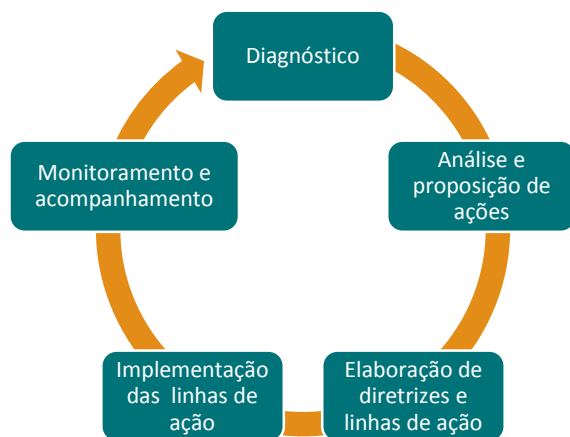 Diagnóstico
Análise e
proposição de
ações
Elaboração de
diretrizes e
linhas de ação
Implementação
das linhas de
ação
Monitoramento e
acompanhamento